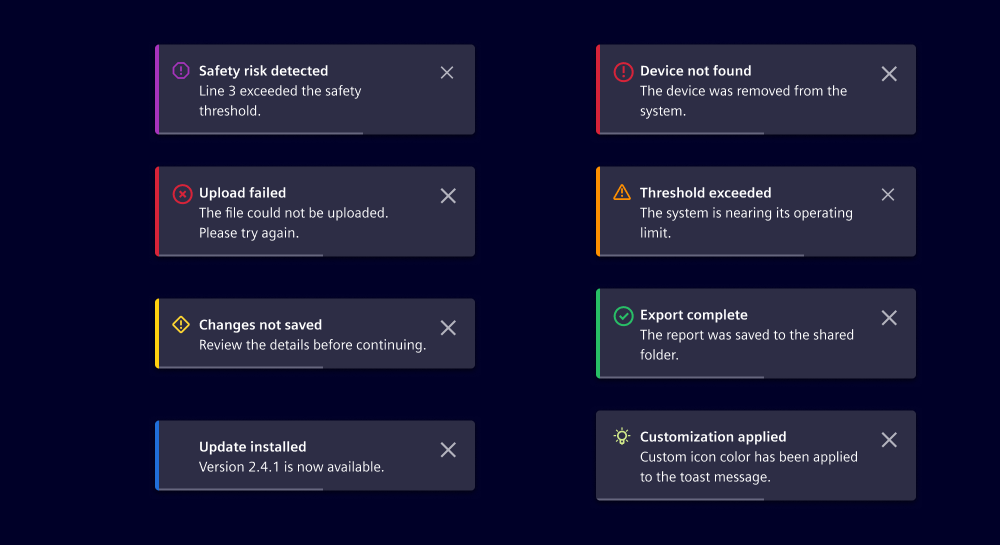 Safety risk detected
Line 3 exceeded the safety
threshold.
Device not found
The device was removed from the
system.
Upload failed
The file could not be uploaded.
Please try again.
Threshold exceeded
The system is nearing its operating
limit.
Changes not saved
Review the details before continuing.
Export complete
The report was saved to the shared
folder.
Update installed
Version 2.4.1 is now available.
Customization applied
Custom icon color has been applied
to the toast message.